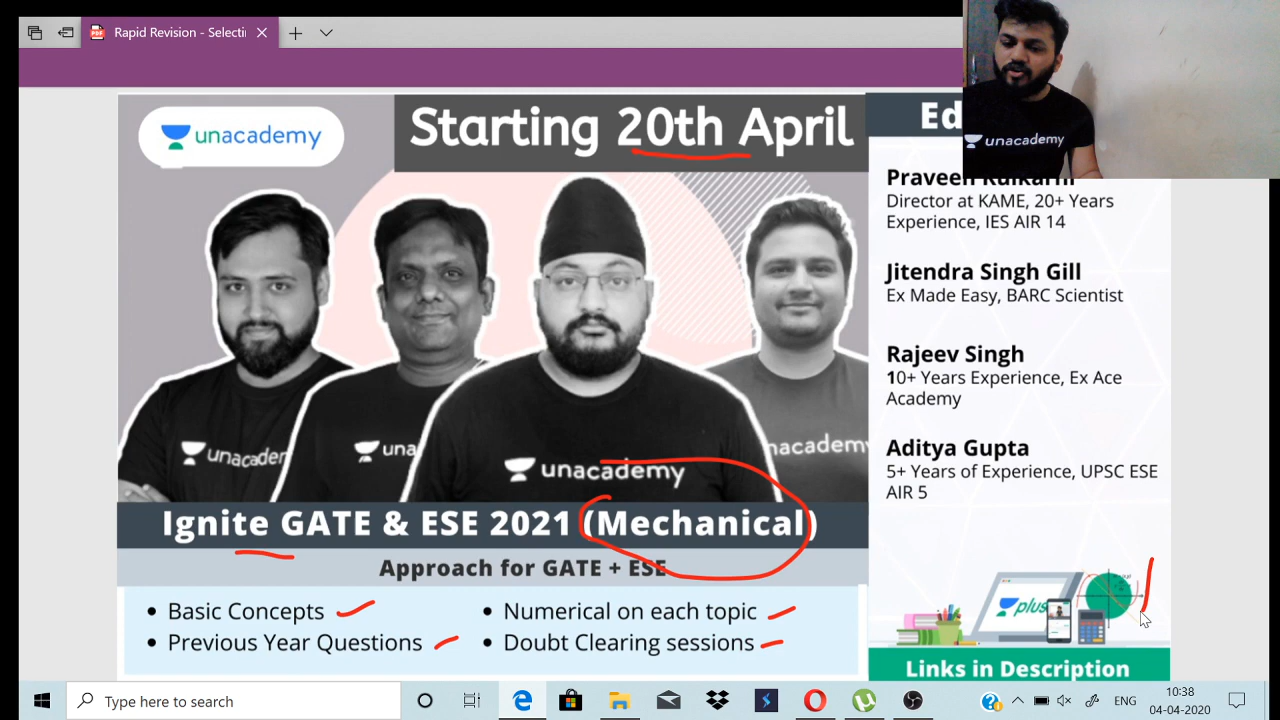 Rapid Revision - Selecti
unacademy
Starting 20th April
Ed
unacademy
Praveen Kulkarni
Director at KAME, 20+ Years
Experience, IES AIR 14
Jitendra Singh Gill
Ex Made Easy, BARC Scientist
Rajeev Singh
10+ Years Experience, Ex Ace
Academy
Aditya Gupta
5+ Years of Experience, UPSC ESE
AIR 5
unacadem
una
unacademy
nacademy
Ignite GATE & ESE 2021 (Mechanical)
Approach for GATE + ESE
• Basic Concepts
• Numerical on each topic
• Previous Year Questions
• Doubt Clearing sessions
plus
Links in Description
Type here to search
ENG
10:38
04-04-2020